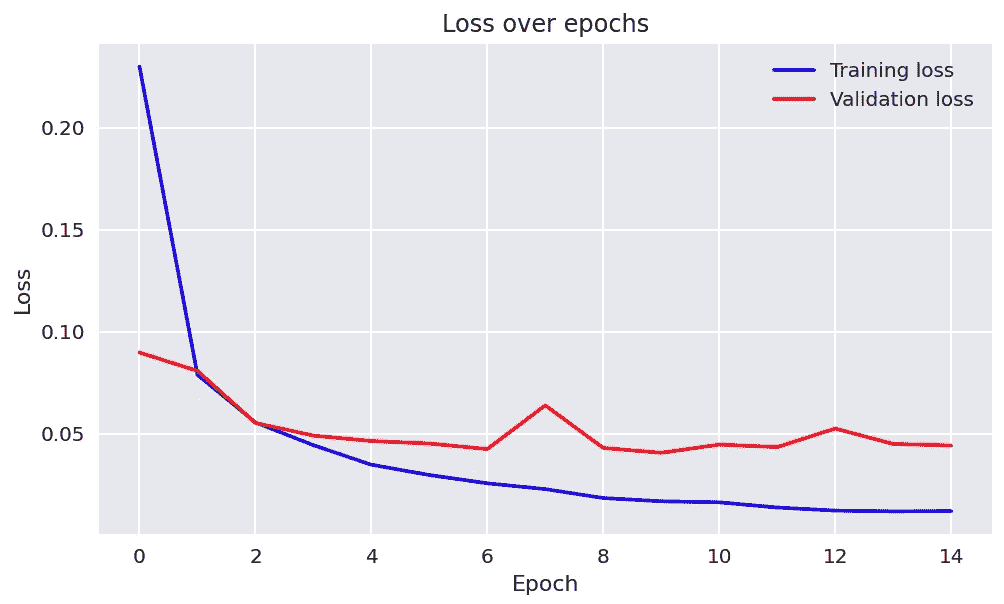 Loss over epochs
Training loss
Validation loss
0.20
0.15
0.10
0.05
Loss
0 2 4 6 8 10 12 14
Epoch